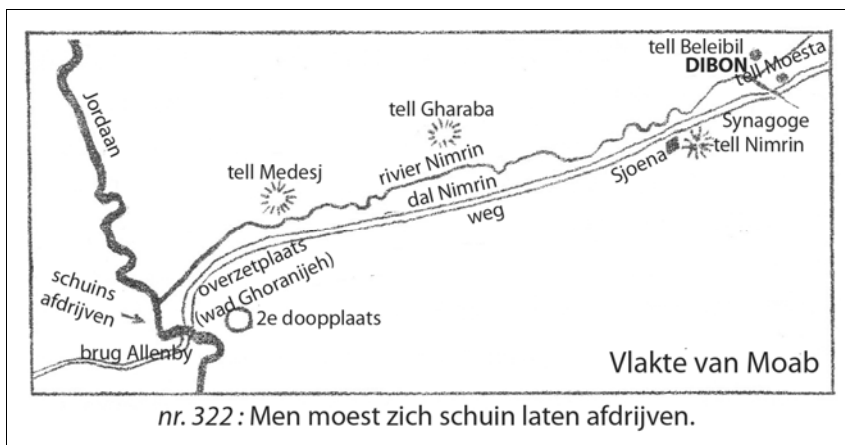 tell Beleibil
DIBON
tell Moesta
Jordaan
tell Gharaba
Synagoge
tell Nimrin
Sjoena
tell Medesj
rivier Nimrin
dal Nimrin
weg
overzetplaats
(wad Ghoranijeh)
schuins
afdrijven
2e doopplaats
brug Allenby
Vlakte van Moab
nr. 322 : Men moest zich schuin laten afdrijven.